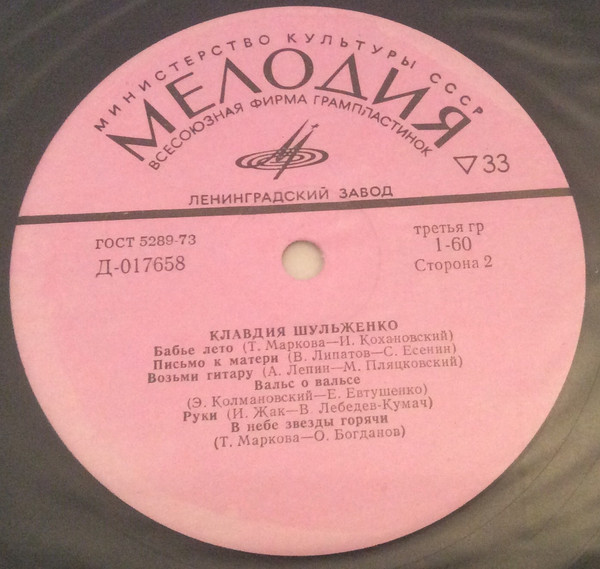 МИНИСТЕРСТВО КУЛЬТУРЫ СССР
МЕЛОДИЯ
ВСЕСОЮЗНАЯ ФИРМА ГРАМПЛАСТИНОК
▽33
ЛЕНИНГРАДСКИЙ ЗАВОД
ГОСТ 5289-73
Д-017658
третья гр
1-60
Сторона 2
КЛАВДИЯ ШУЛЬЖЕНКО
Бабье лето (Т. Маркова—И. Кохановский)
Письмо к матери (В. Липатов—С. Есенин)
Возьми гитару (А. Лепин—М. Пляцковский)
Вальс о вальсе
(Э. Колмановский—Е. Евтушенко)
Руки (И. Жак—В. Лебедев-Кумач)
В небе звезды горячи
(Т. Маркова—О. Богданов)